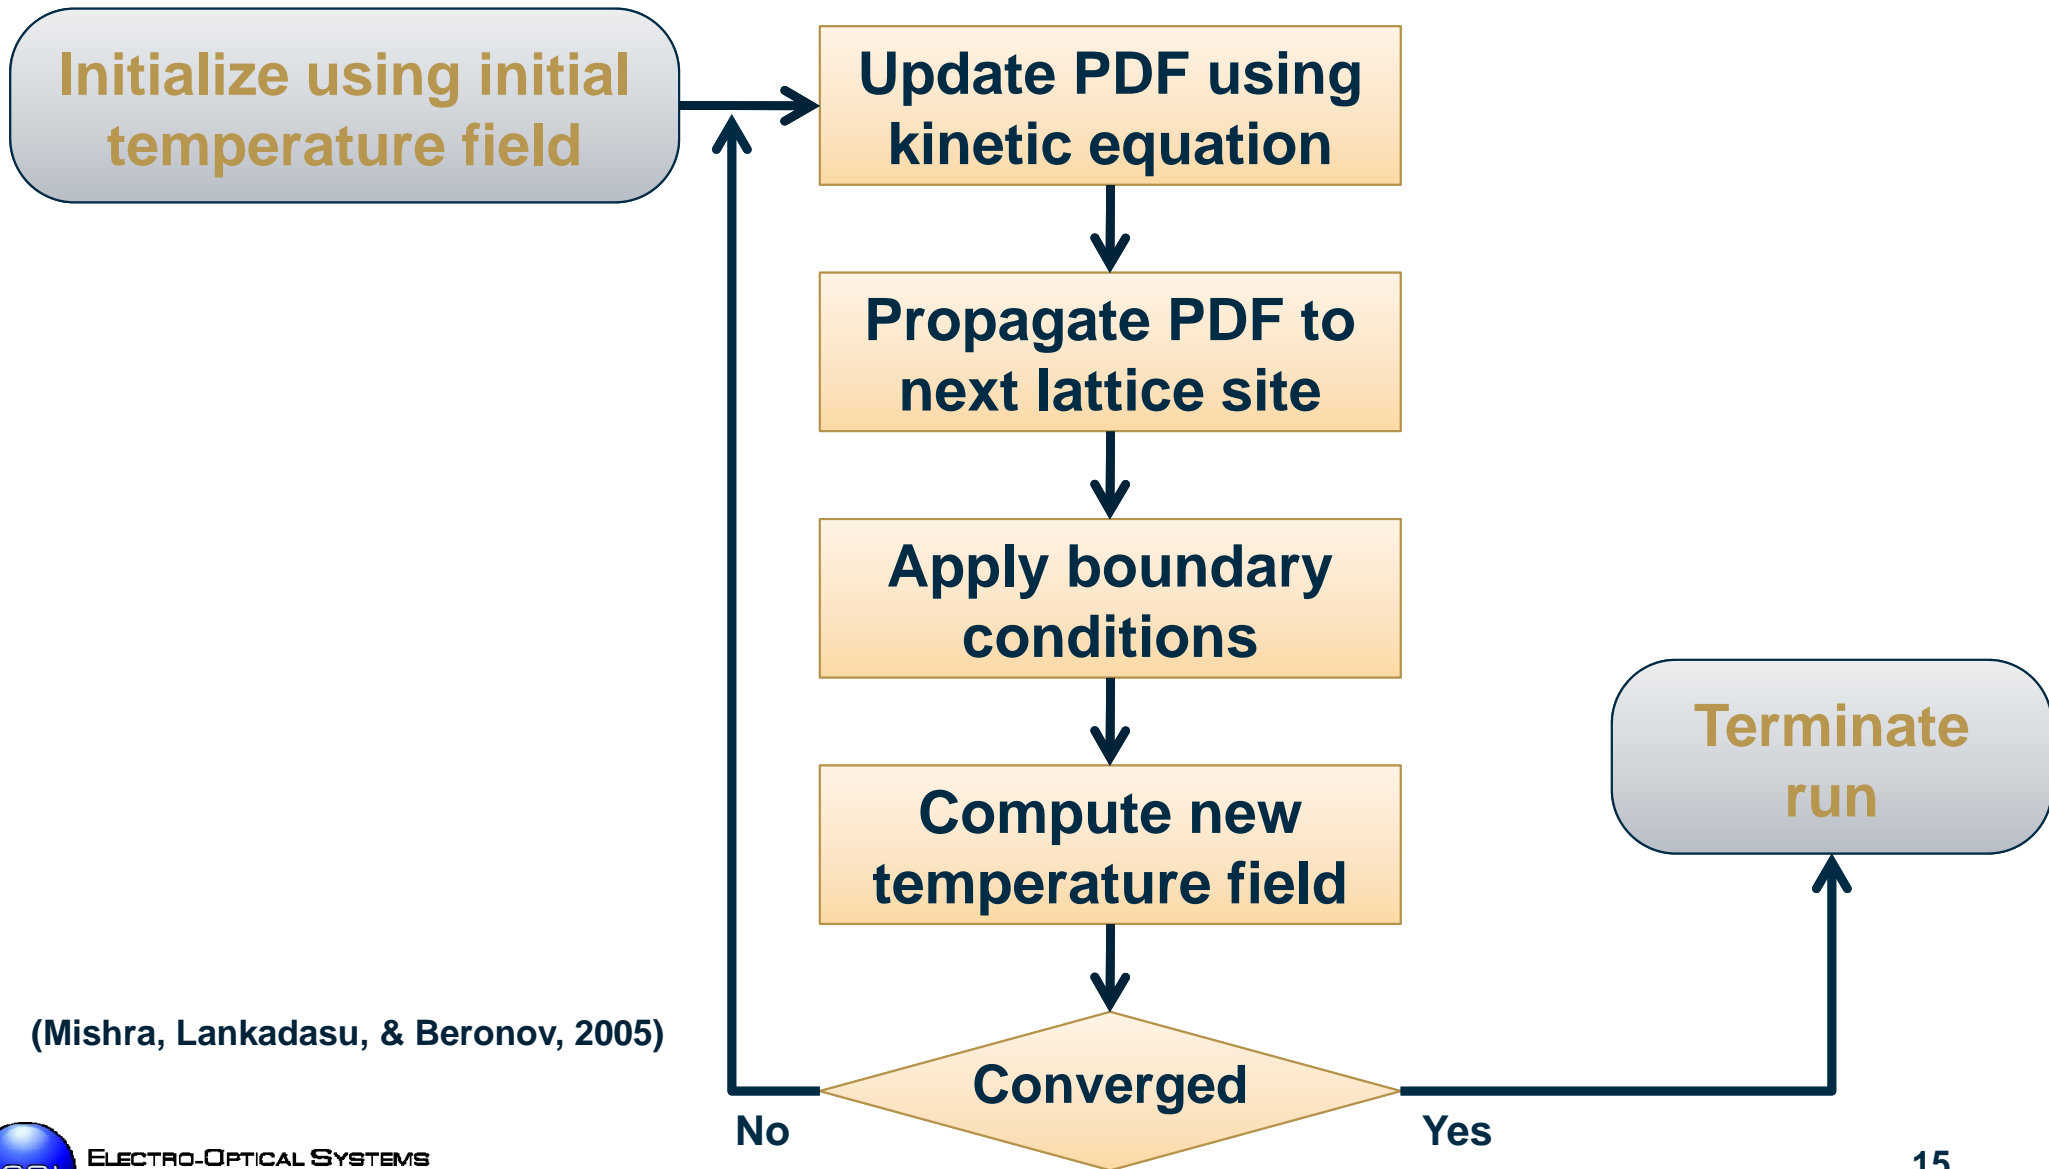 Initialize using initial
temperature field
Update PDF using
kinetic equation
Propagate PDF to
next lattice site
Apply boundary
conditions
Compute new
temperature field
Converged
No
Yes
Terminate
run
(Mishra, Lankadasu, & Beronov, 2005)
ELECTRO-OPTICAL SYSTEMS
15